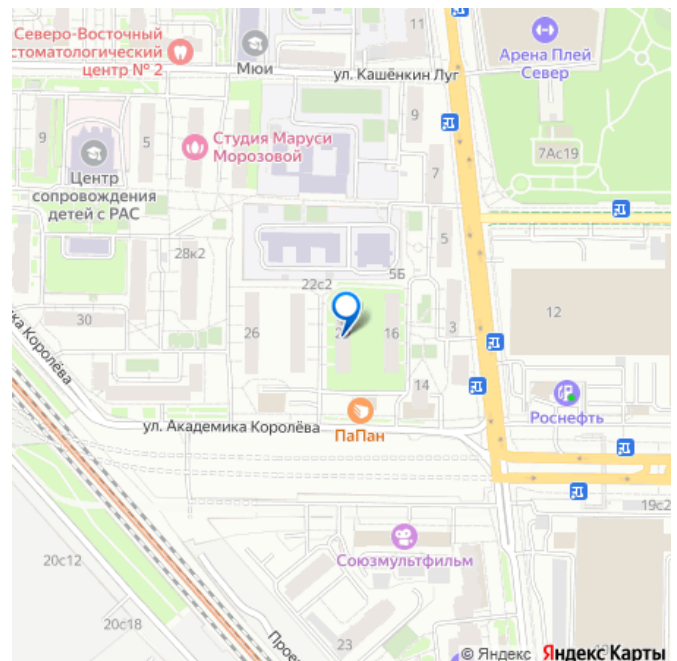 Северо-Восточный
стоматологический
центр № 2
Мюи
11
ул. Кашёнкин Луг
Арена Плей
Север
9
5
Студия Маруси
Морозовой
9
7
7Ас19
Центр
сопровождения
детей с РАС
28к2
5
22с2
5Б
30
26
16
3
12
14
Роснефть
ка Королёва
ул. Академика Королёва
ПаПан
19с2
Союзмультфильм
20с12
20с18
23
Прое
© Яндекс Яндекс Карты